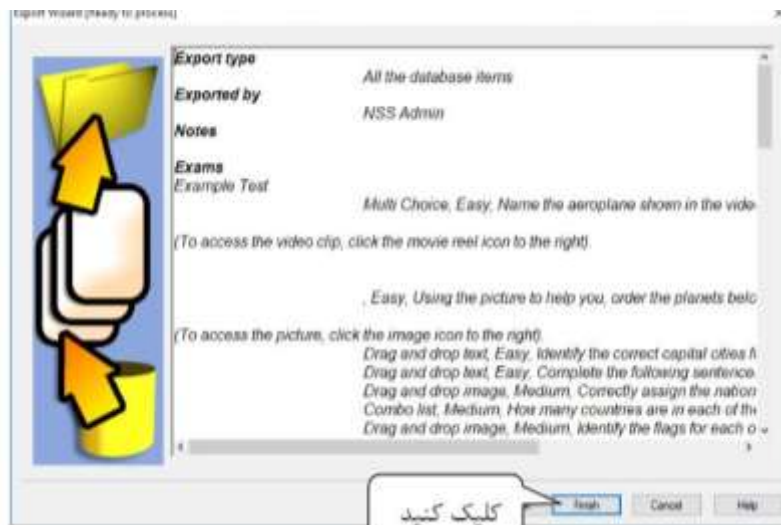 Export Wizard [Ready to process]
Export type
All the database items
Exported by
NSS Admin
Notes
Exams
Example Test
Multi Choice, Easy, Name the aeroplane shown in the vide
(To access the video clip, click the movie reel icon to the right).
, Easy, Using the picture to help you, order the planets belo
(To access the picture, click the image icon to the right).
Drag and drop text, Easy, Identify the correct capital cities f
Drag and drop text, Easy, Complete the following sentence
Drag and drop image, Medium, Correctly assign the nation
Combo list, Medium, How many countries are in each of the
Drag and drop image, Medium, Identify the flags for each o
کلیک کنید
Finish Cancel Help